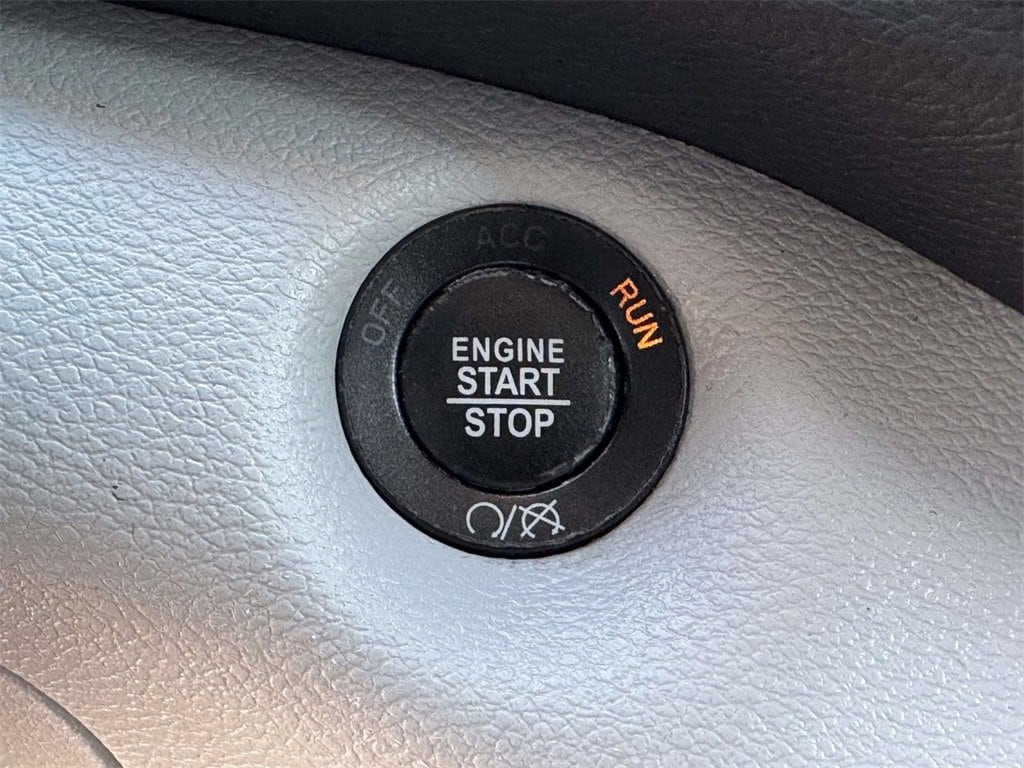 ACC
OFF
RUN
ENGINE
START
STOP